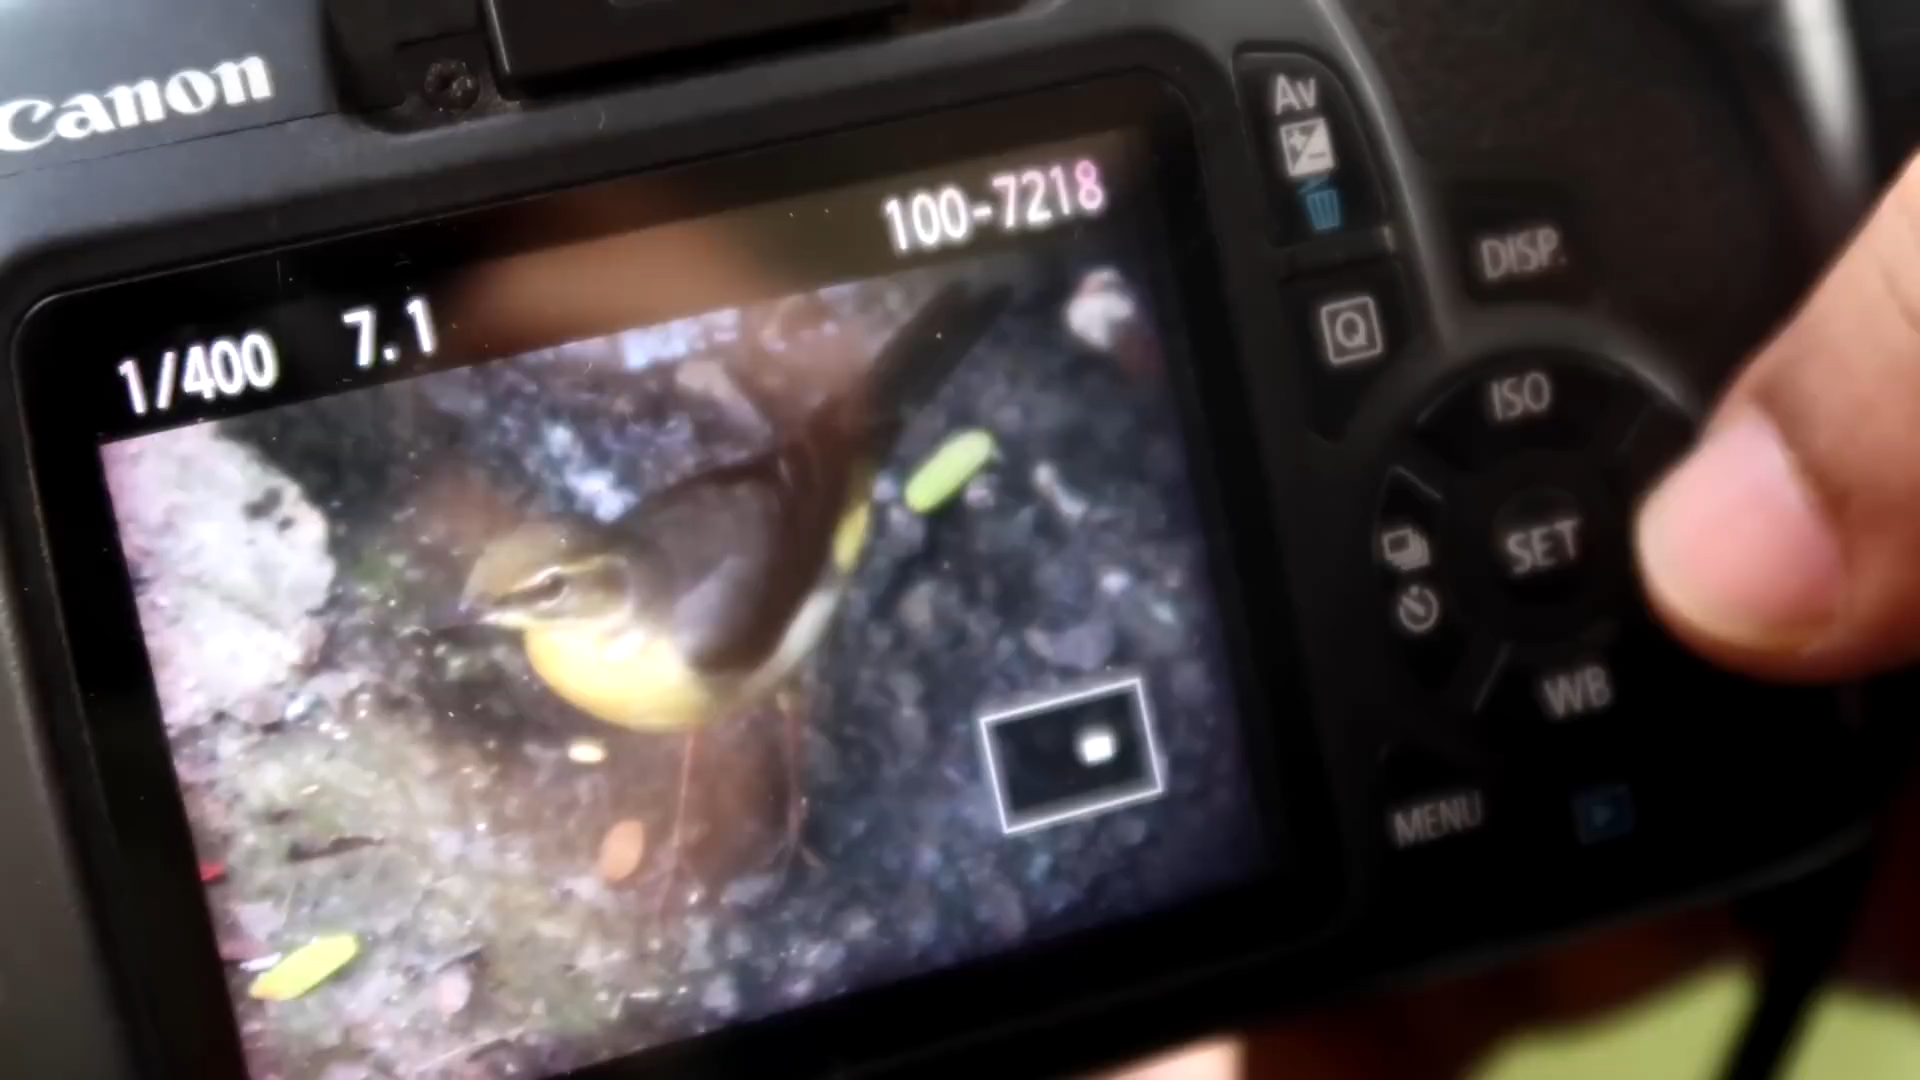 Canon
1/400 7.1
100-7218
Av
Q
DISP.
ISO
SET
WB
MENU